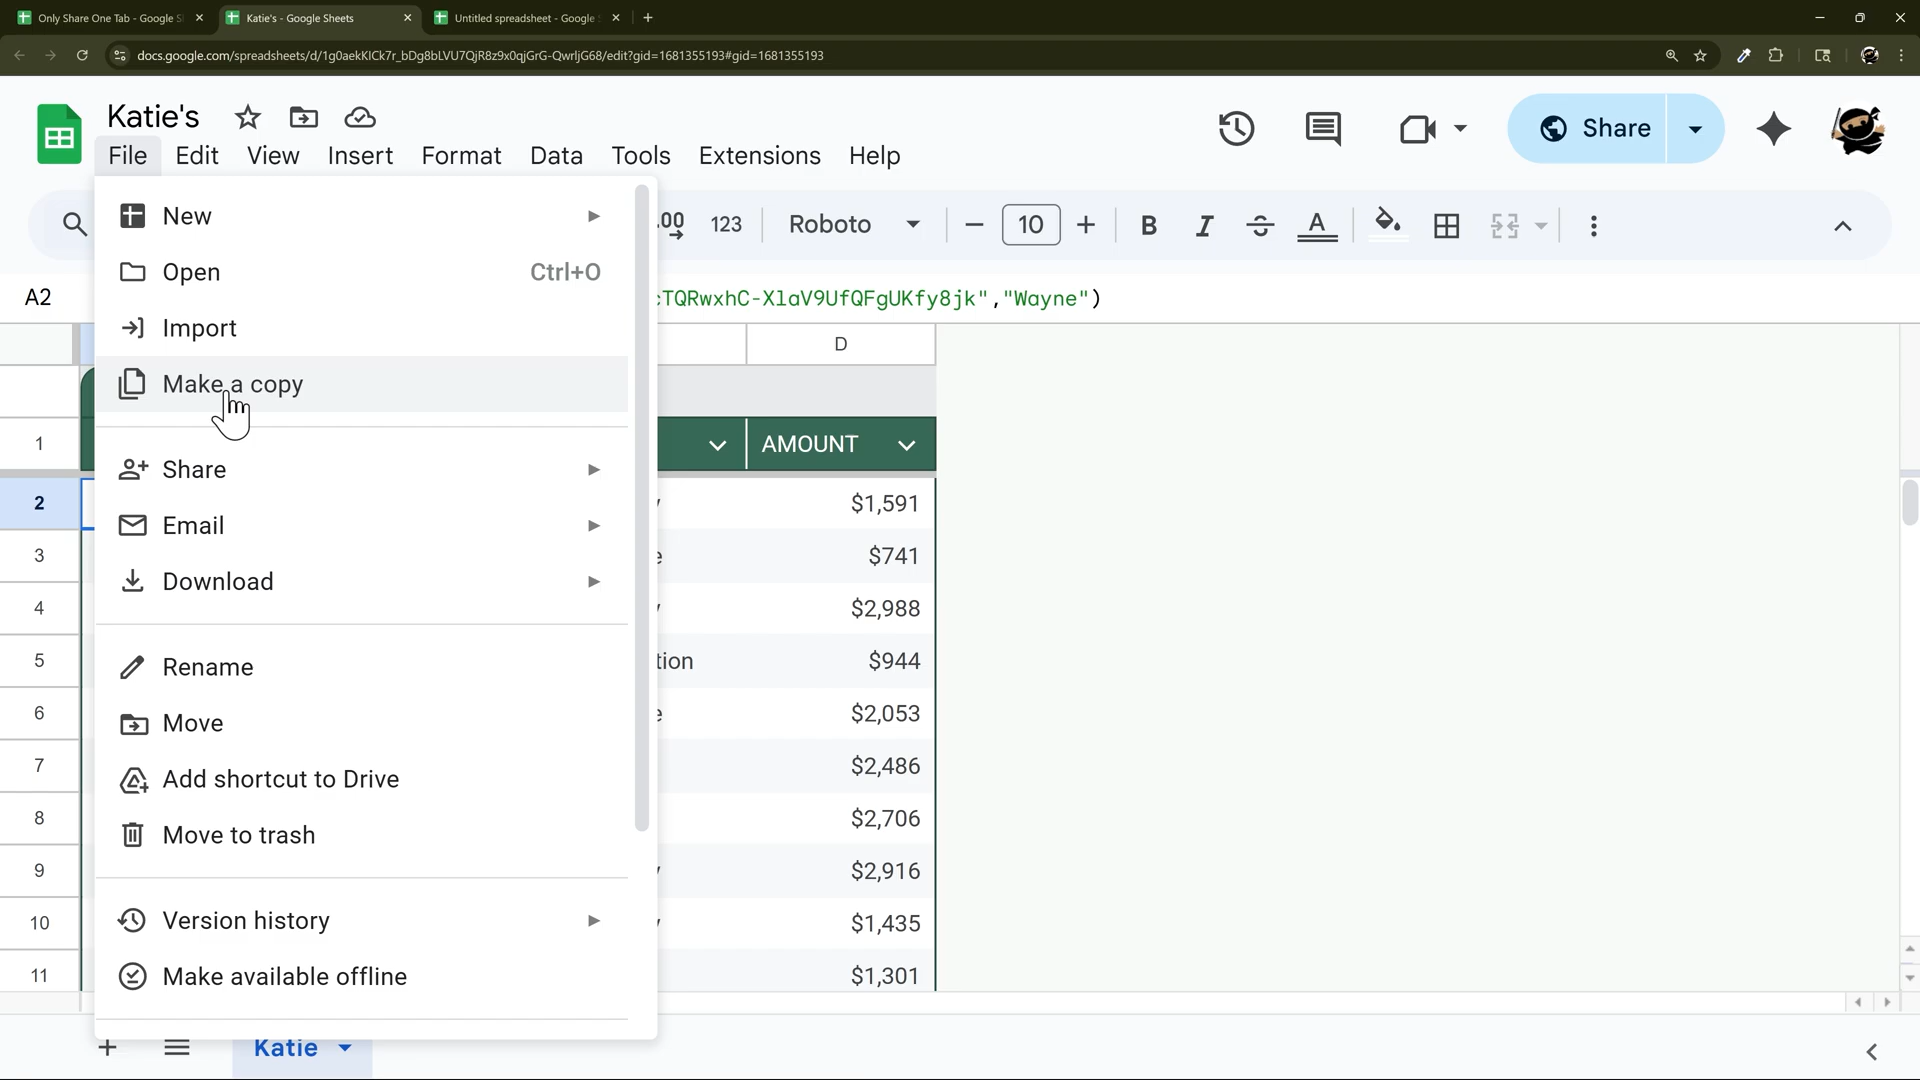 Only Share One Tab - Google S
Katie's - Google Sheets
Untitled spreadsheet - Google S
docs.google.com/spreadsheets/d/1g0aekKlCk7r_bDg8bLVU7QjR8z9x0qjGrG-QwrljG68/edit?gid=1681355193#gid=1681355193
Katie's
File Edit View Insert Format Data Tools Extensions Help
Share
.00 123 Roboto 10 B I A
A2
cTQRwxhC-XlaV9UfQFgUKfy8jk","Wayne")
New
Open Ctrl+O
Import
Make a copy
Share
Email
Download
Rename
Move
Add shortcut to Drive
Move to trash
Version history
Make available offline
D
1 AMOUNT
2 $1,591
3 $741
4 $2,988
5 tion $944
6 $2,053
7 $2,486
8 $2,706
9 $2,916
10 $1,435
11 $1,301
Katie